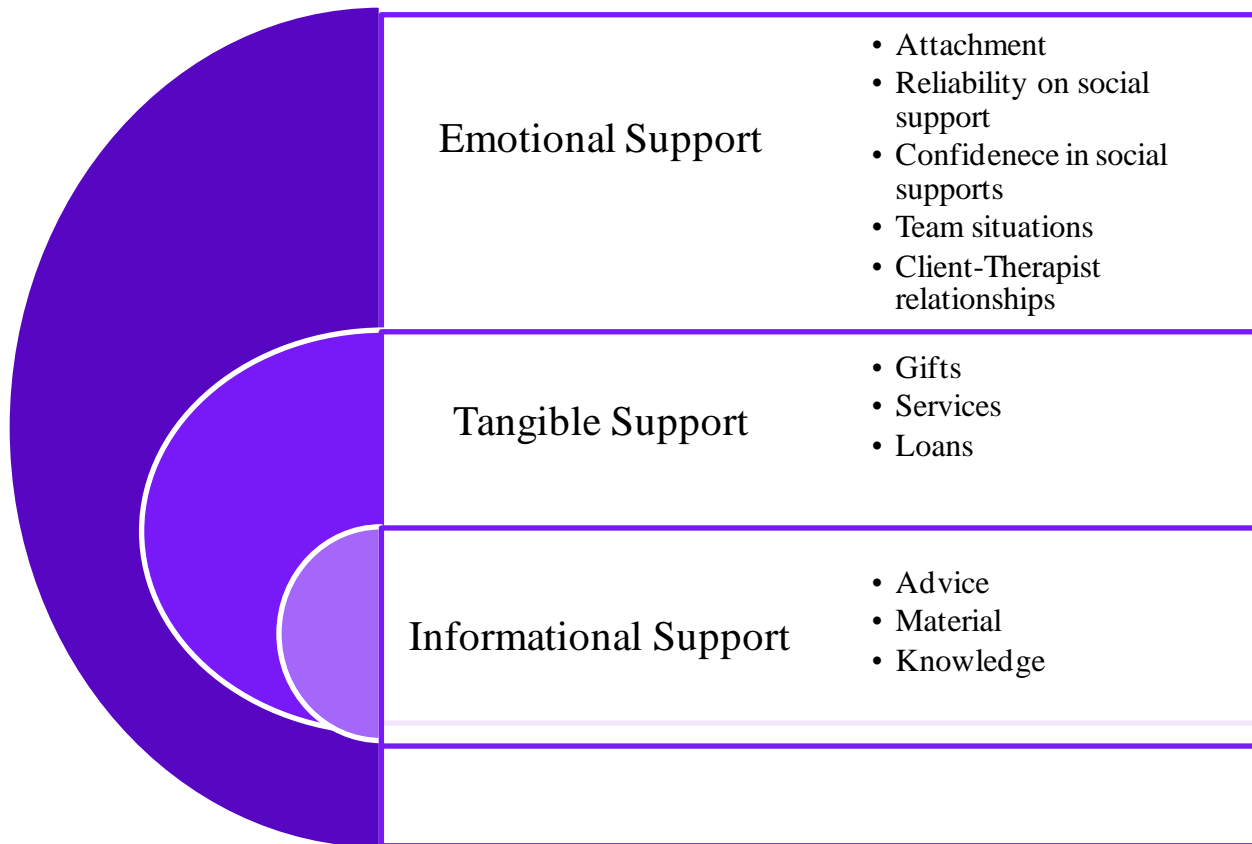 Emotional Support
• Attachment
• Reliability on social
support
• Confidenece in social
supports
• Team situations
• Client-Therapist
relationships
Tangible Support
• Gifts
• Services
• Loans
Informational Support
• Advice
• Material
• Knowledge